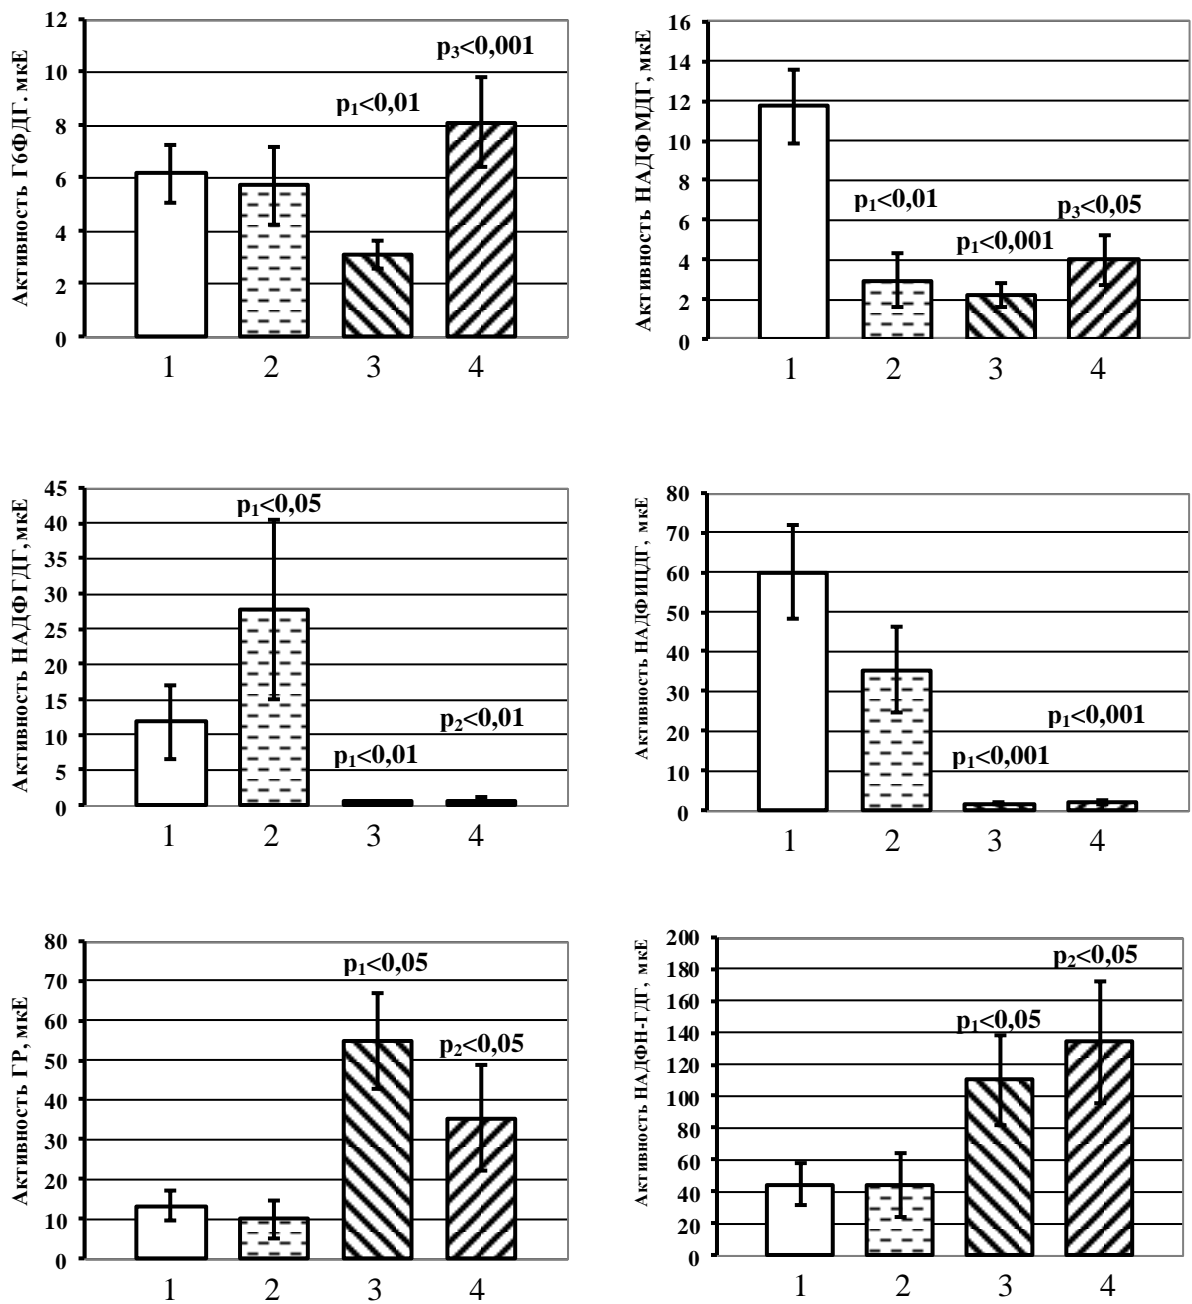 Активность Г6ФДГ. мкЕ
12
10
8
6
4
2
0
p₁<0,01
p₃<0,001
1 2 3 4
Активность НАДФМДГ, мкЕ
16
14
12
10
8
6
4
2
0
p₁<0,01
p₁<0,001
p₃<0,05
1 2 3 4
Активность НАДФГДГ, мкЕ
45
40
35
30
25
20
15
10
5
0
p₁<0,05
p₁<0,01
p₂<0,01
1 2 3 4
Активность НАДФИЦДГ, мкЕ
80
70
60
50
40
30
20
10
0
p₁<0,001
p₁<0,001
1 2 3 4
Активность ГР, мкЕ
80
70
60
50
40
30
20
10
0
p₁<0,05
p₂<0,05
1 2 3 4
Активность НАДФН-ГДГ, мкЕ
200
180
160
140
120
100
80
60
40
20
0
p₁<0,05
p₂<0,05
1 2 3 4